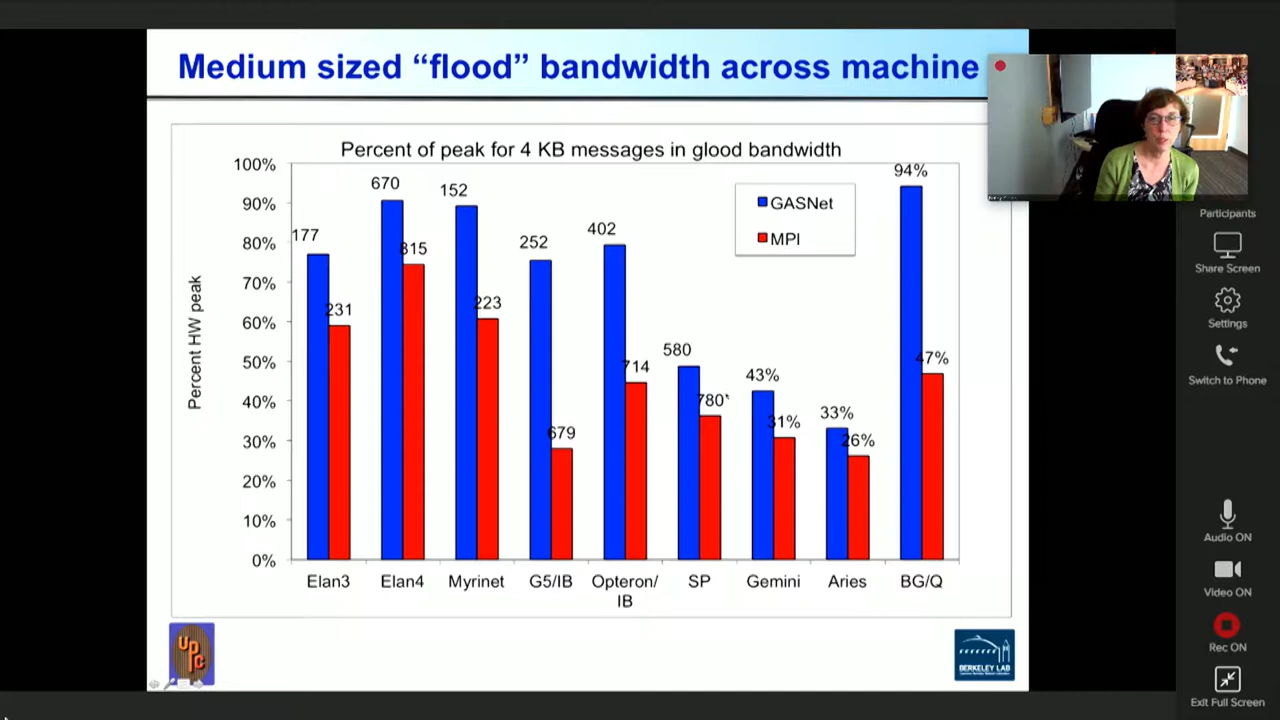 Medium sized “flood” bandwidth across machine
Percent of peak for 4 KB messages in glood bandwidth
Percent HW peak
100%
90%
80%
70%
60%
50%
40%
30%
20%
10%
0%
GASNet
MPI
177
231
670
815
152
223
252
679
402
714
580
780*
43%
31%
33%
26%
94%
47%
Elan3
Elan4
Myrinet
G5/IB
Opteron/
IB
SP
Gemini
Aries
BG/Q
UPC
BERKELEY LAB
Participants
Share Screen
Settings
Switch to Phone
Audio ON
Video ON
Rec ON
Exit Full Screen